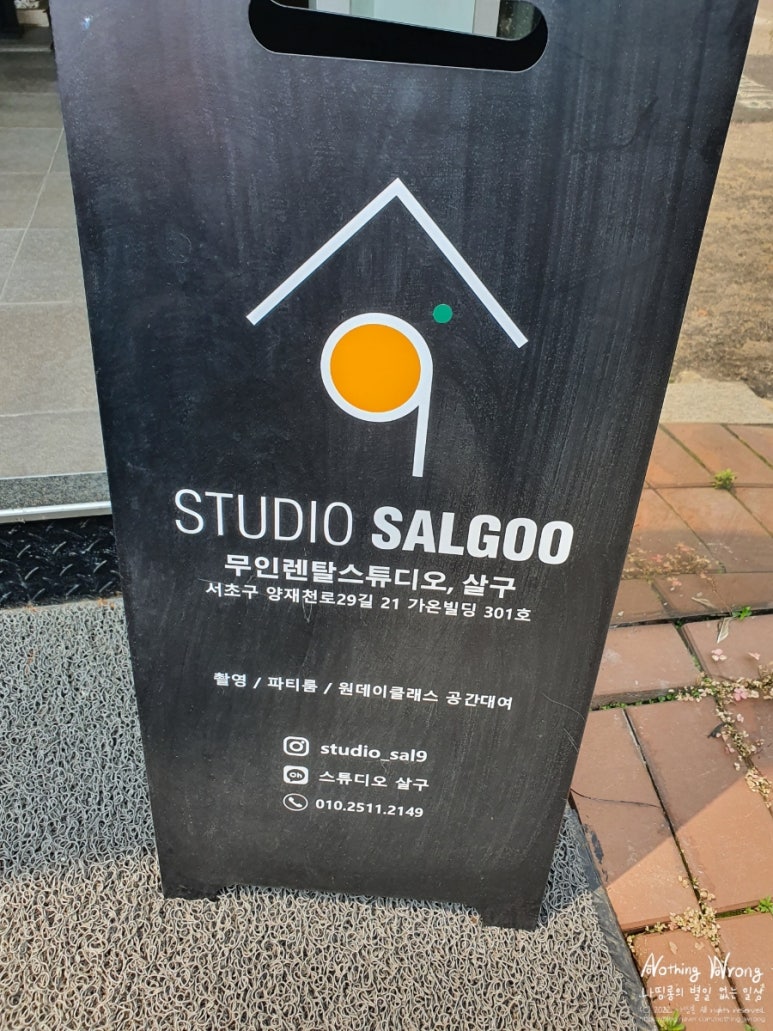 STUDIO SALGOO
무인렌탈스튜디오, 살구
서초구 양재천로29길 21 가온빌딩 301호
촬영 / 파티룸 / 원데이클래스 공간대여
studio_sal9
스튜디오 살구
010.2511.2149
Nothing Wrong
나띵롱의 별일 없는 일상